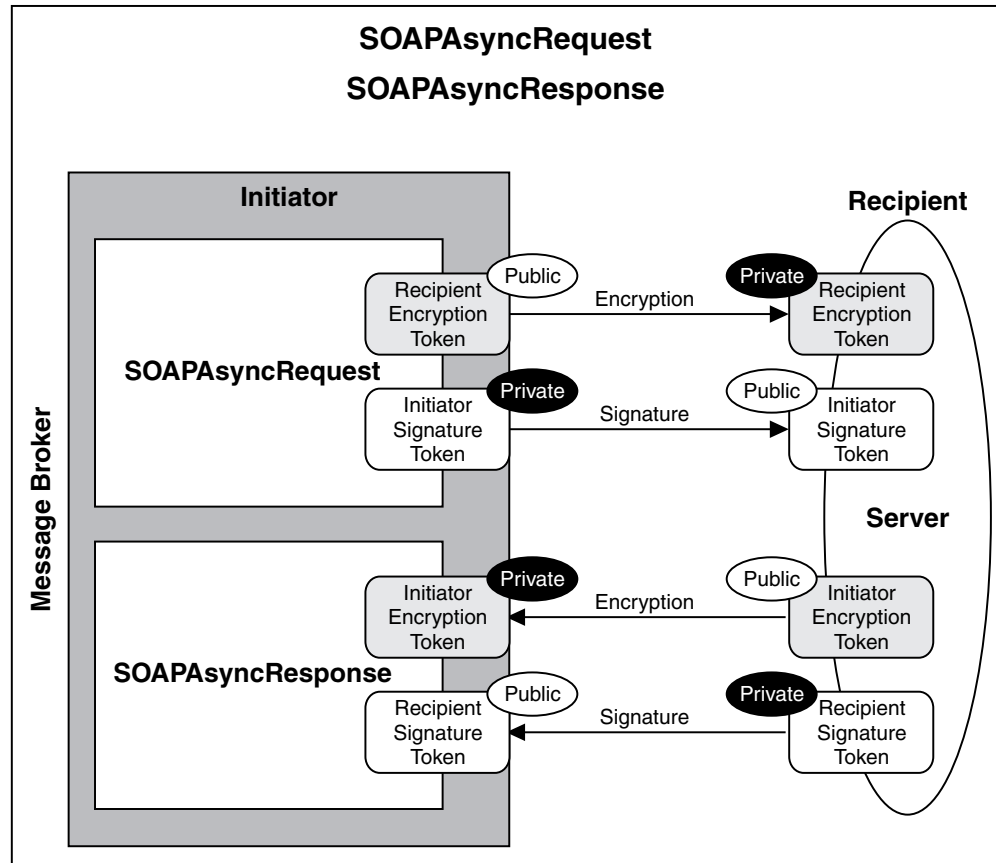 SOAPAsyncRequest
SOAPAsyncResponse
Initiator
Recipient
Message Broker
SOAPAsyncRequest
Public
Recipient
Encryption
Token
Encryption
Private
Recipient
Encryption
Token
Private
Initiator
Signature
Token
Signature
Public
Initiator
Signature
Token
Server
SOAPAsyncResponse
Private
Initiator
Encryption
Token
Encryption
Public
Initiator
Encryption
Token
Public
Recipient
Signature
Token
Signature
Private
Recipient
Signature
Token